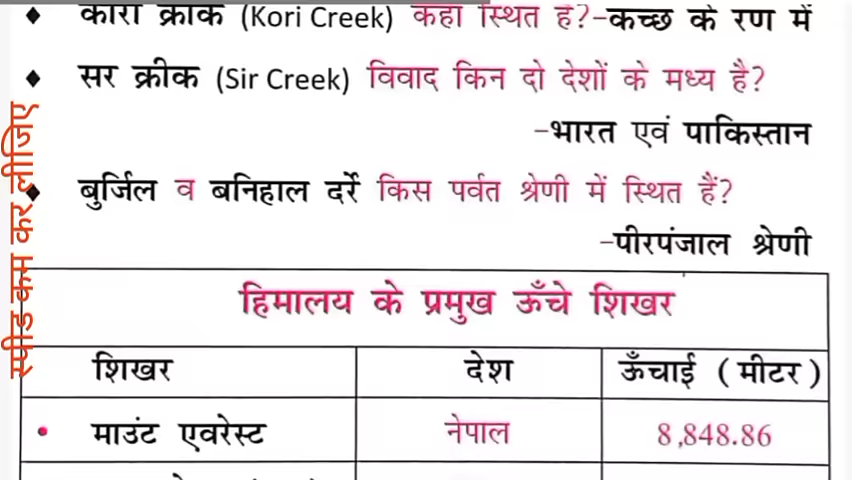 कोरी क्रीक (Kori Creek) कहाँ स्थित है?-कच्छ के रण में
सर क्रीक (Sir Creek) विवाद किन दो देशों के मध्य है?
-भारत एवं पाकिस्तान
बुर्जिल व बनिहाल दर्रे किस पर्वत श्रेणी में स्थित हैं?
-पीरपंजाल श्रेणी
हिमालय के प्रमुख ऊँचे शिखर
शिखर देश ऊँचाई (मीटर)
माउंट एवरेस्ट नेपाल 8,848.86
स्पीड कम कर लीजिए